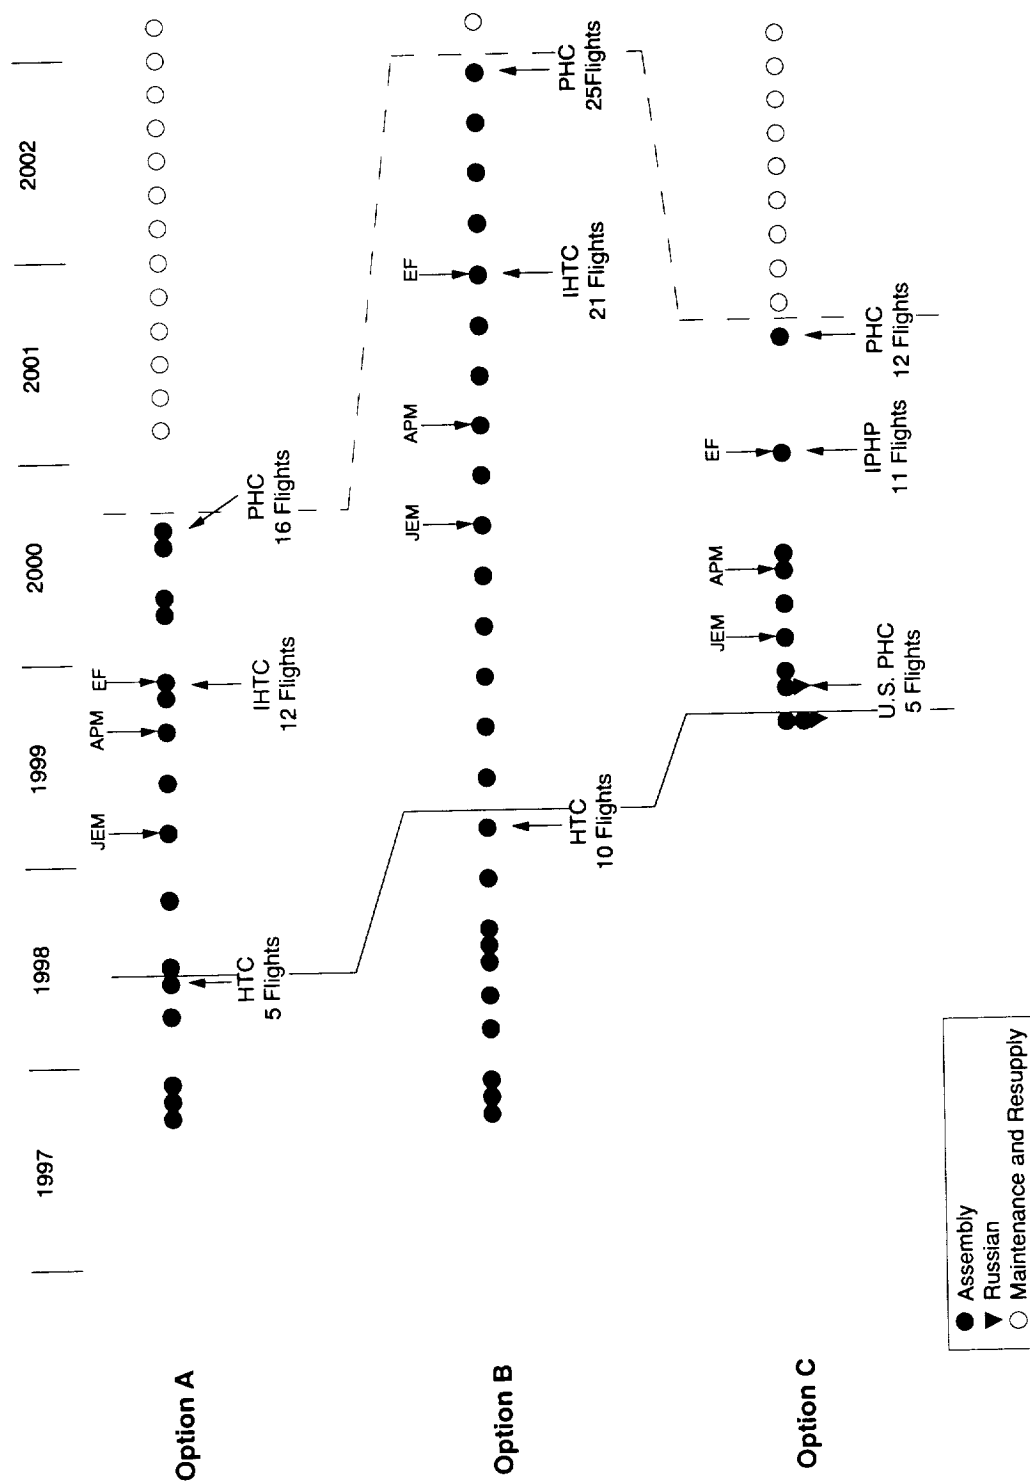 1997
1998
1999
2000
2001
2002
Option A
JEM
APM
EF
HTC
5 Flights
IHTC
12 Flights
PHC
16 Flights
Option B
JEM
APM
EF
HTC
10 Flights
IHTC
21 Flights
PHC
25Flights
Option C
JEM
APM
EF
U.S. PHC
5 Flights
IPHP
11 Flights
PHC
12 Flights
Assembly
Russian
Maintenance and Resupply